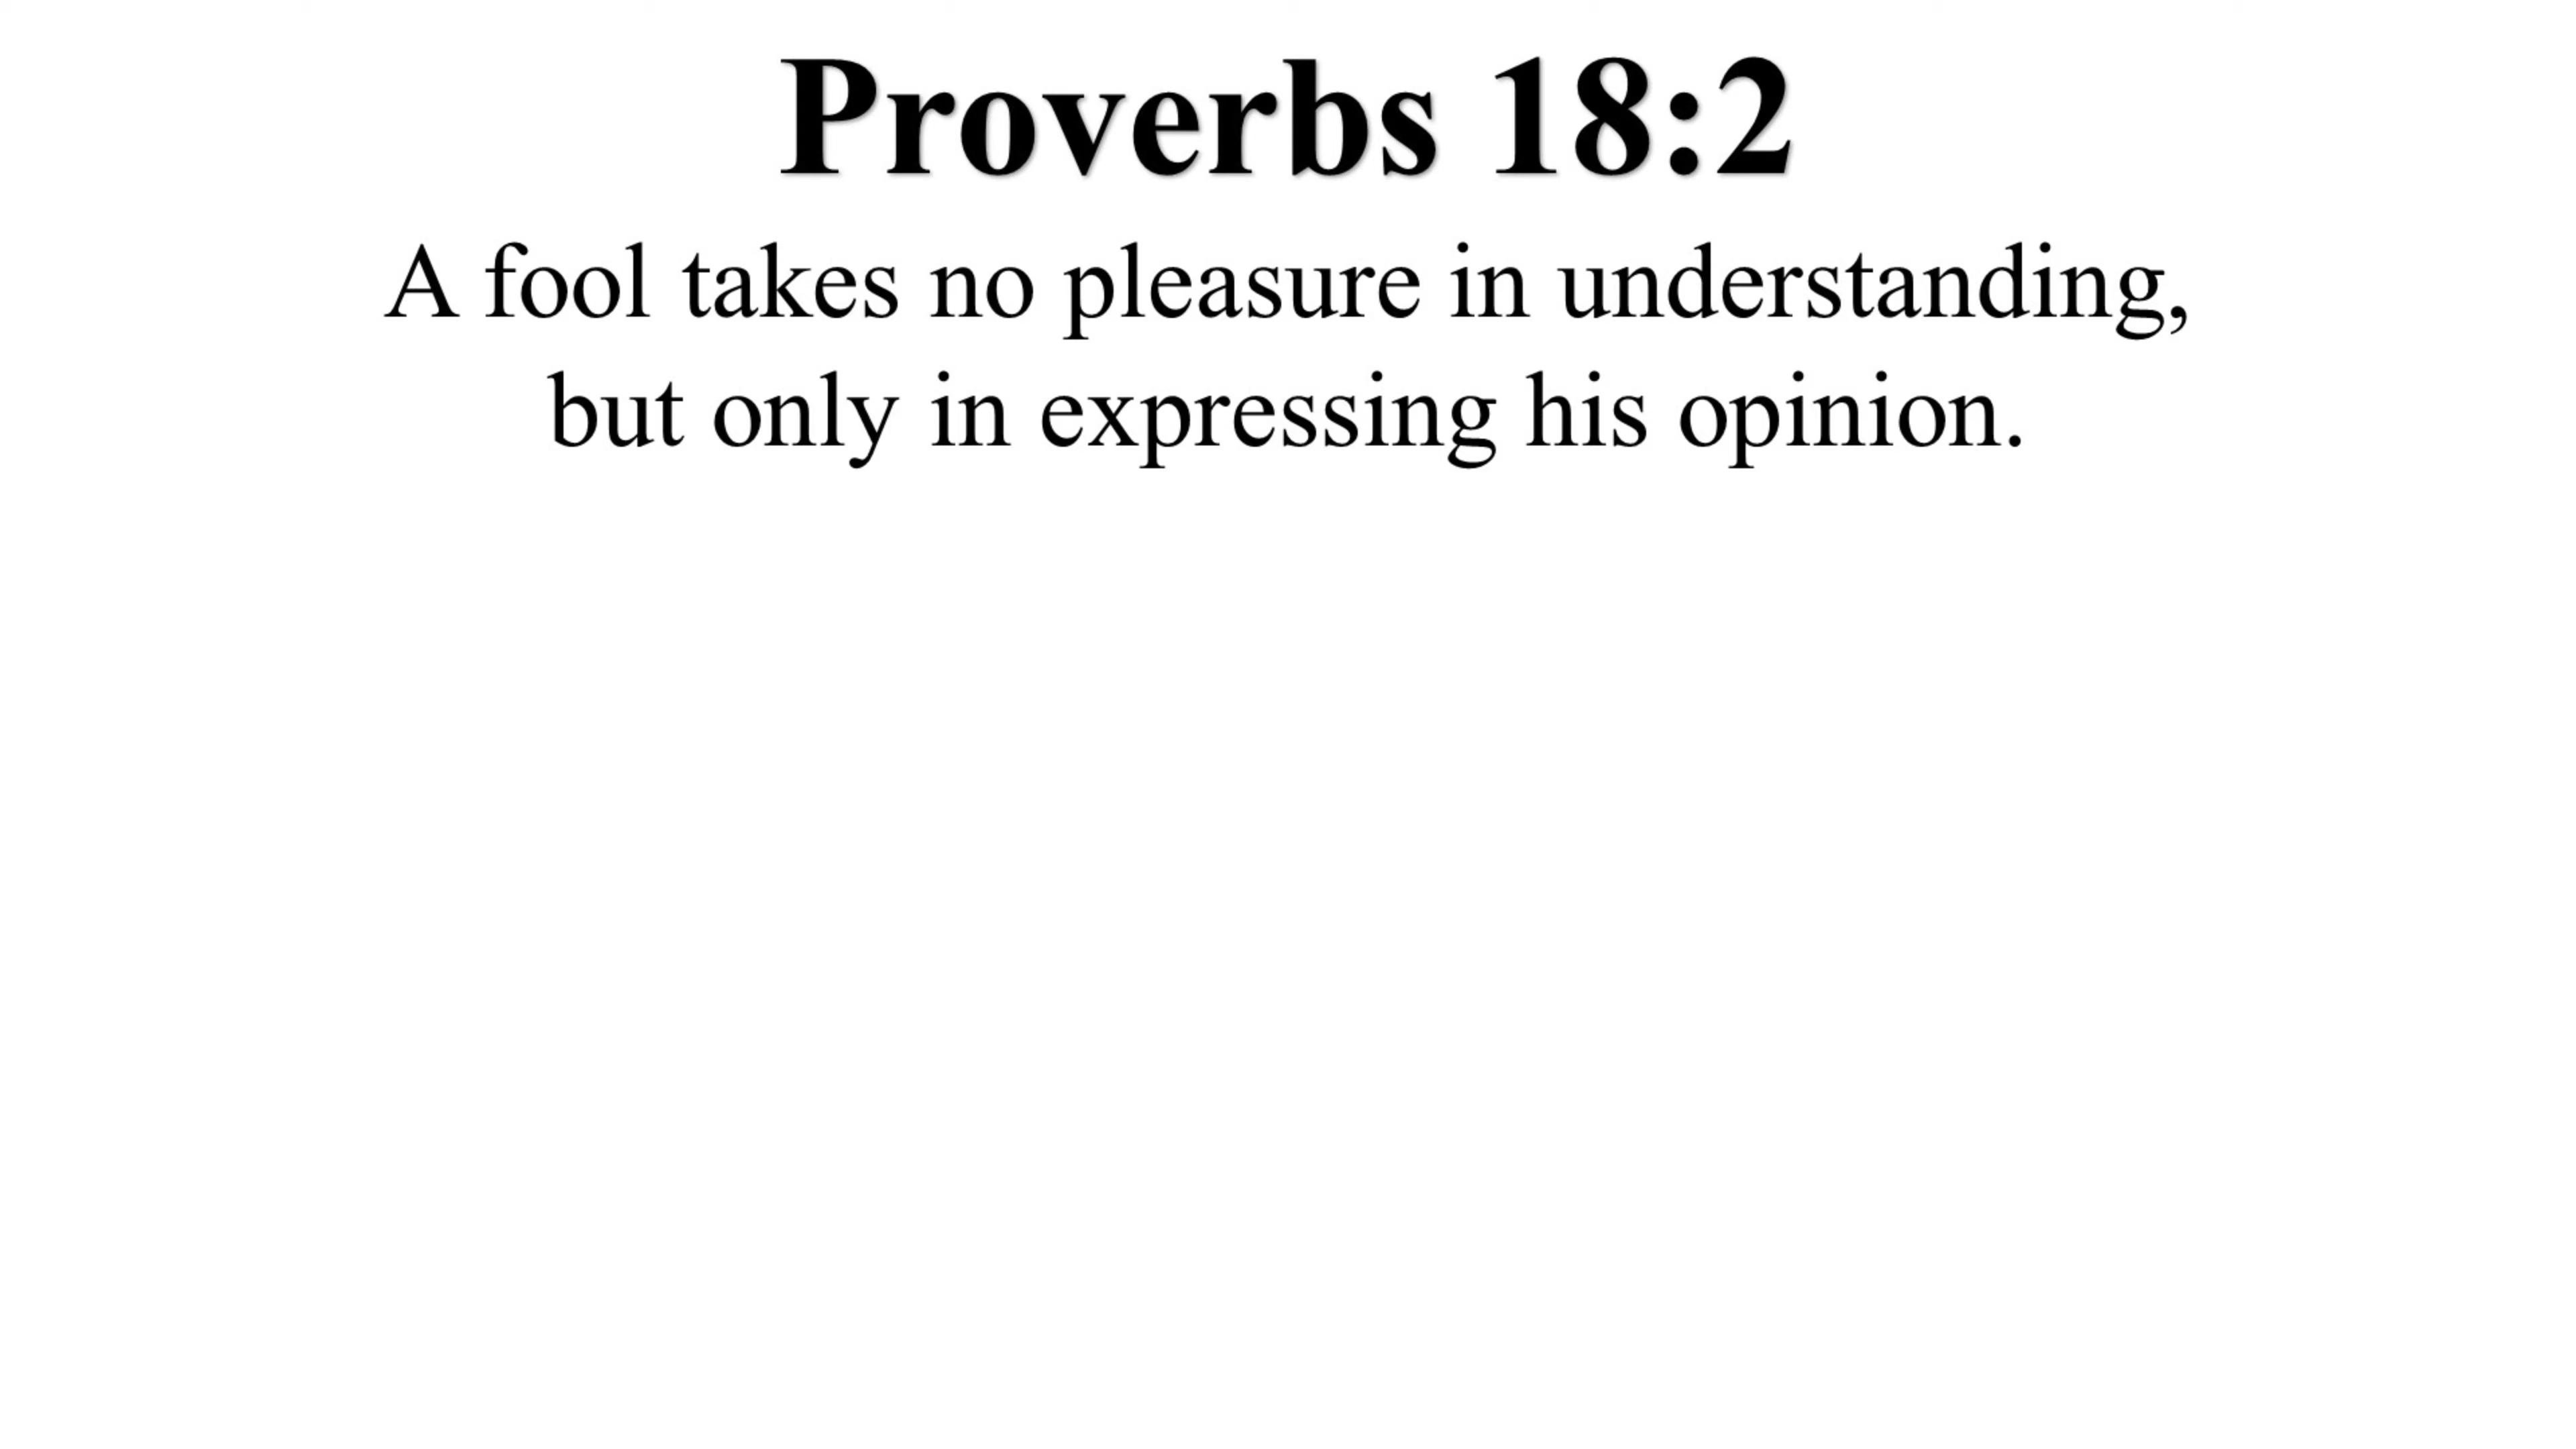 Proverbs 18:2
A fool takes no pleasure in understanding,
but only in expressing his opinion.